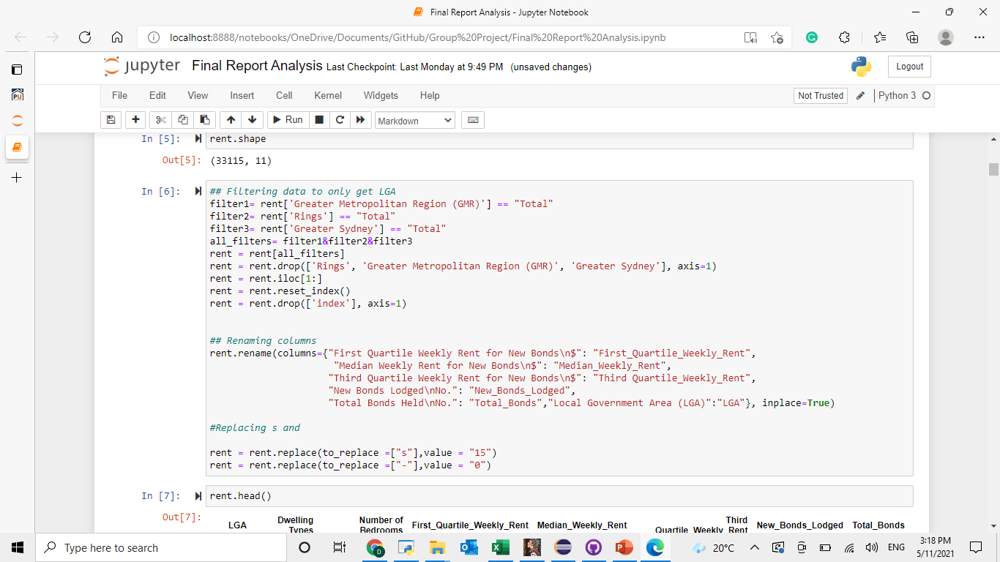 Final Report Analysis - Jupyter Notebook
localhost:8888/notebooks/OneDrive/Documents/GitHub/Group%20Project/Final%20Report%20Analysis.ipynb
jupyter Final Report Analysis Last Checkpoint: Last Monday at 9:49 PM (unsaved changes)
Logout
File Edit View Insert Cell Kernel Widgets Help
Not Trusted Python 3
Run Markdown
PU
In [5]: rent.shape
Out[5]: (33115, 11)
In [6]: ## Filtering data to only get LGA
filter1= rent['Greater Metropolitan Region (GMR)'] == "Total"
filter2= rent['Rings'] == "Total"
filter3= rent['Greater Sydney'] == "Total"
all_filters= filter1&filter2&filter3
rent = rent[all_filters]
rent = rent.drop(['Rings', 'Greater Metropolitan Region (GMR)', 'Greater Sydney'], axis=1)
rent = rent.iloc[1:]
rent = rent.reset_index()
rent = rent.drop(['index'], axis=1)
## Renaming columns
rent.rename(columns={"First Quartile Weekly Rent for New Bonds\n$": "First_Quartile_Weekly_Rent",
"Median Weekly Rent for New Bonds\n$": "Median_Weekly_Rent",
"Third Quartile Weekly Rent for New Bonds\n$": "Third Quartile_Weekly_Rent",
"New Bonds Lodged\nNo.": "New_Bonds_Lodged",
"Total Bonds Held\nNo.": "Total_Bonds","Local Government Area (LGA)":"LGA"}, inplace=True)
#Replacing s and
rent = rent.replace(to_replace =["s"],value = "15")
rent = rent.replace(to_replace =["-"],value = "0")
In [7]: rent.head()
Out[7]:
LGA Dwelling Types Number of Bedrooms First_Quartile_Weekly_Rent Median_Weekly_Rent Third Quartile_Weekly_Rent New_Bonds_Lodged Total_Bonds
Type here to search
D
20°C
ENG
3:18 PM
5/11/2021